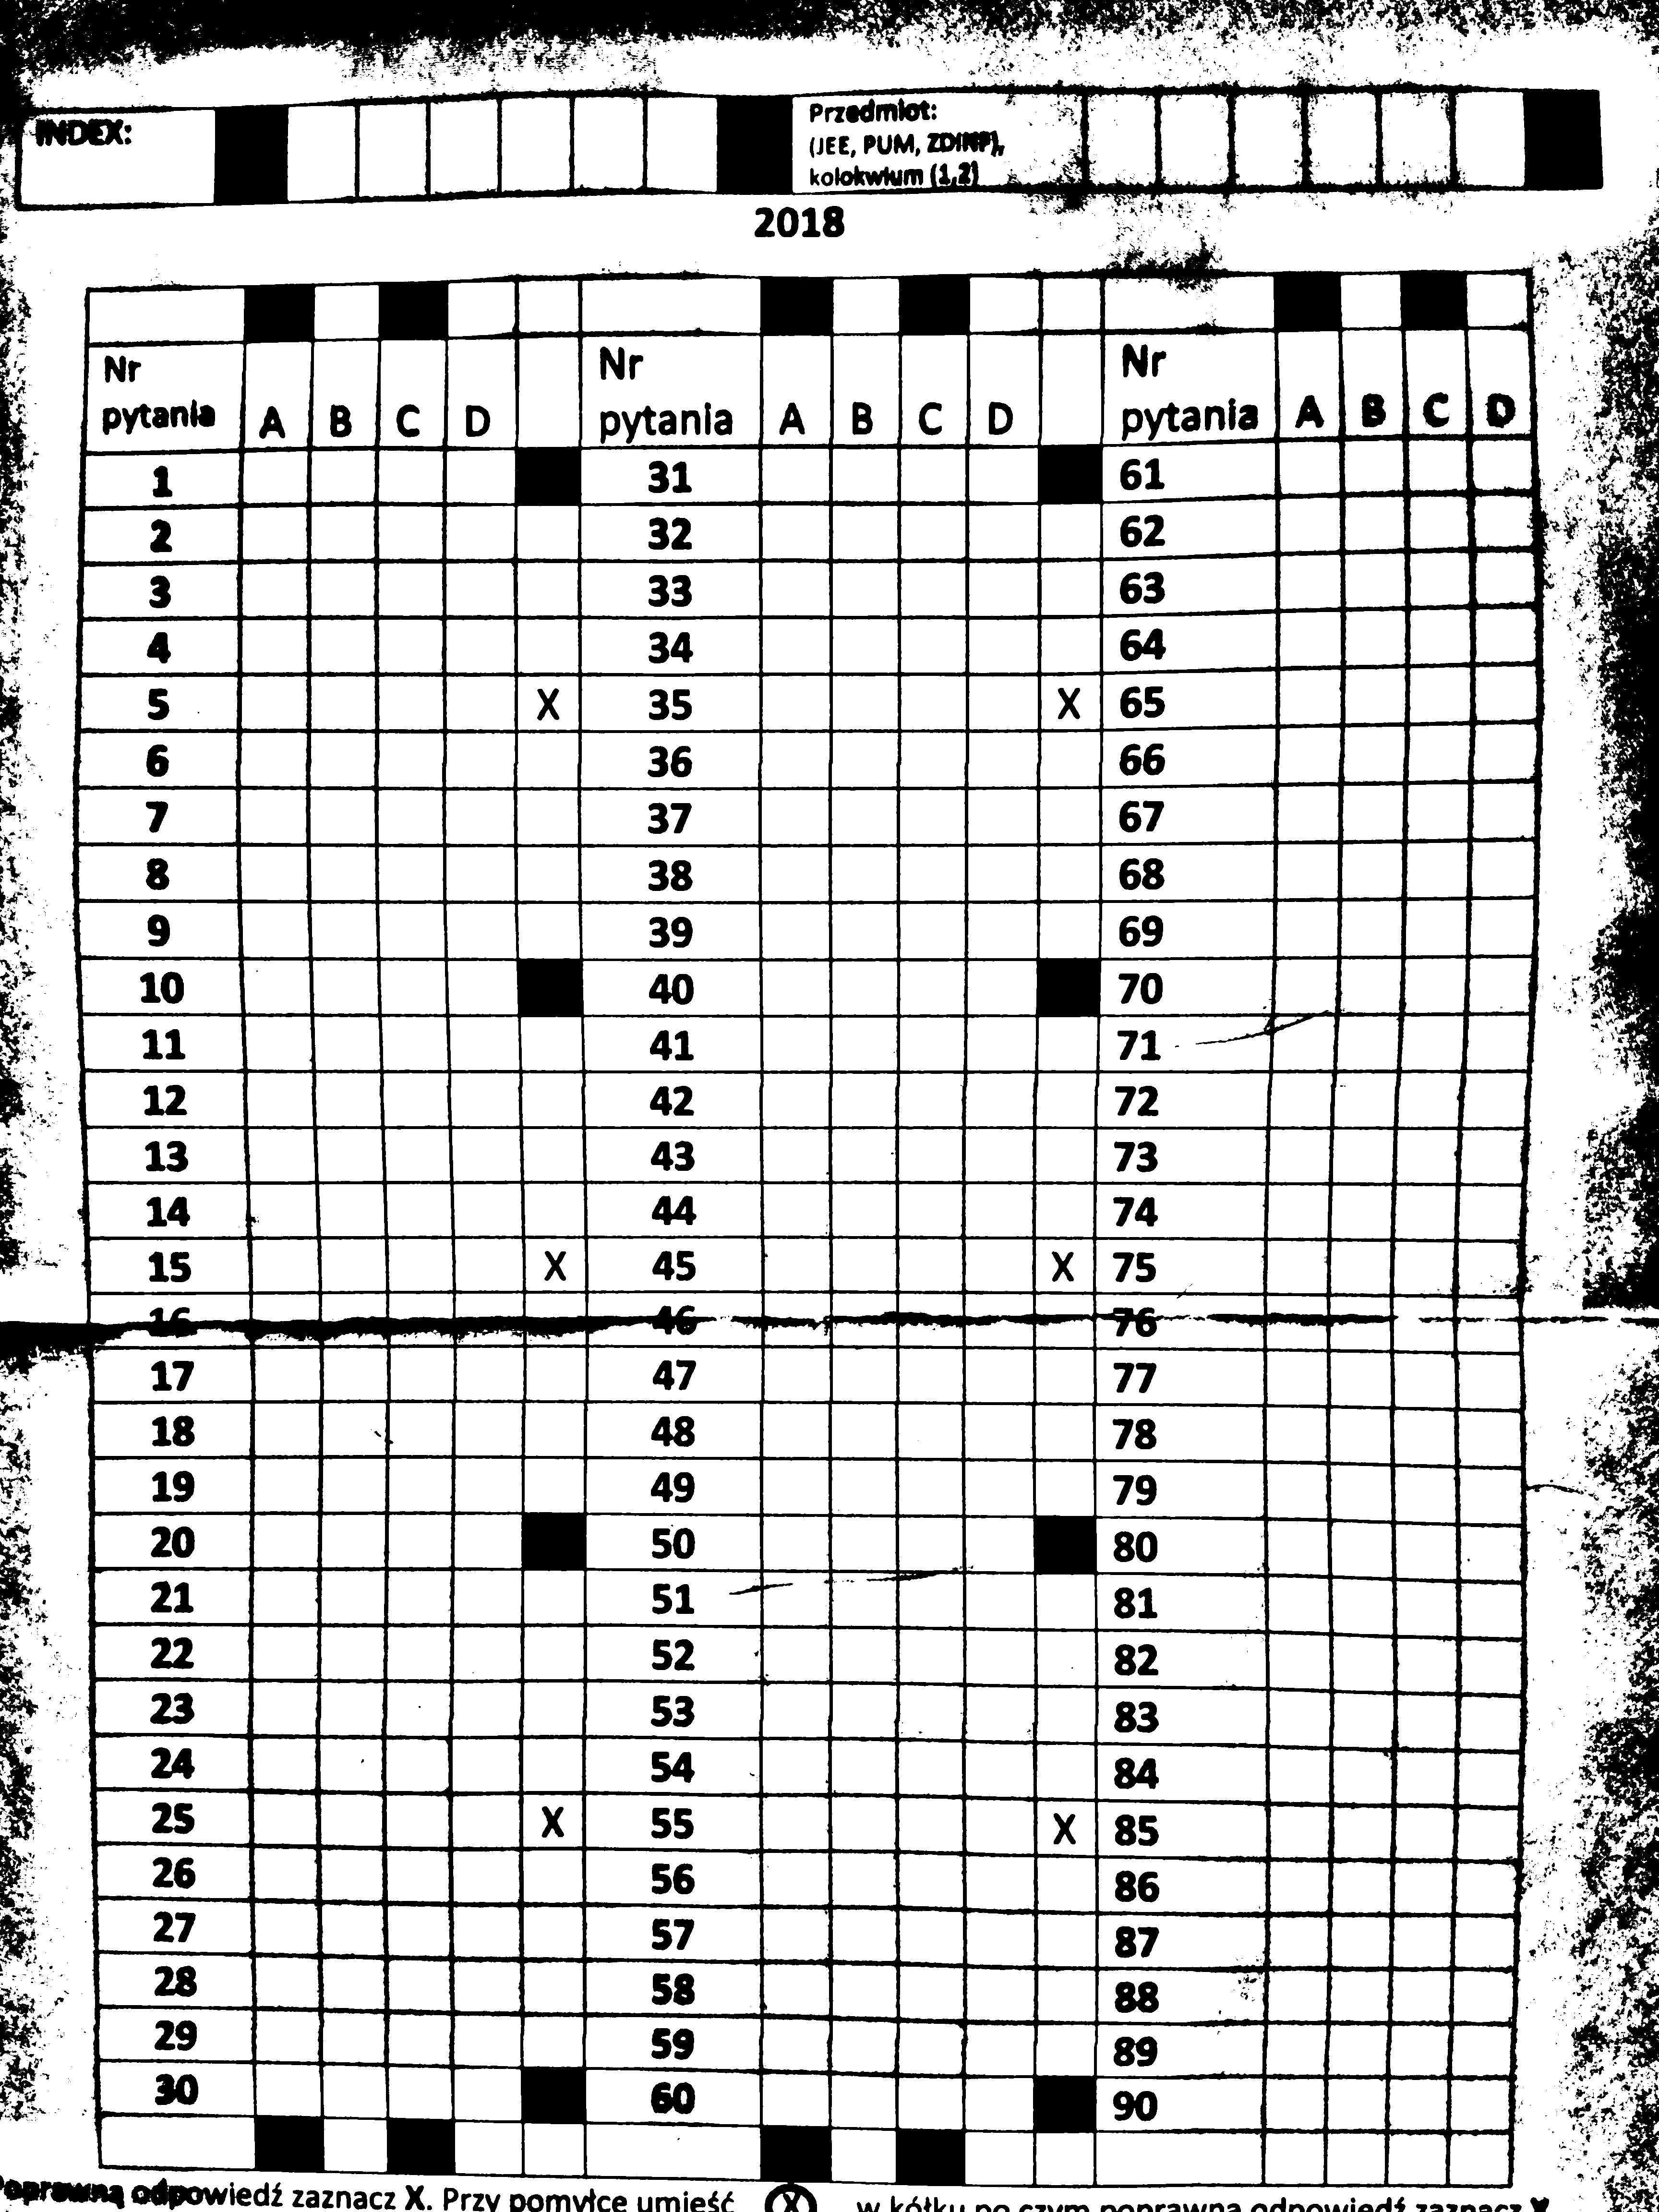 INDEX: Przedmiot:
(JEE, PUM, ZDINP),
kolokwium (1,2)
2018
Nr pytania A B C D Nr pytania A B C D Nr pytania A B C D
1 31 61
2 32 62
3 33 63
4 34 64
5 X 35 X 65
6 36 66
7 37 67
8 38 68
9 39 69
10 40 70
11 41 71
12 42 72
13 43 73
14 44 74
15 X 45 X 75
16 46 76
17 47 77
18 48 78
19 49 79
20 50 80
21 51 81
22 52 82
23 53 83
24 54 84
25 X 55 X 85
26 56 86
27 57 87
28 58 88
29 59 89
30 60 90
Poprawną odpowiedź zaznacz X. Przy pomyłce umieść X w kółku po czym poprawną odpowiedź zaznacz X